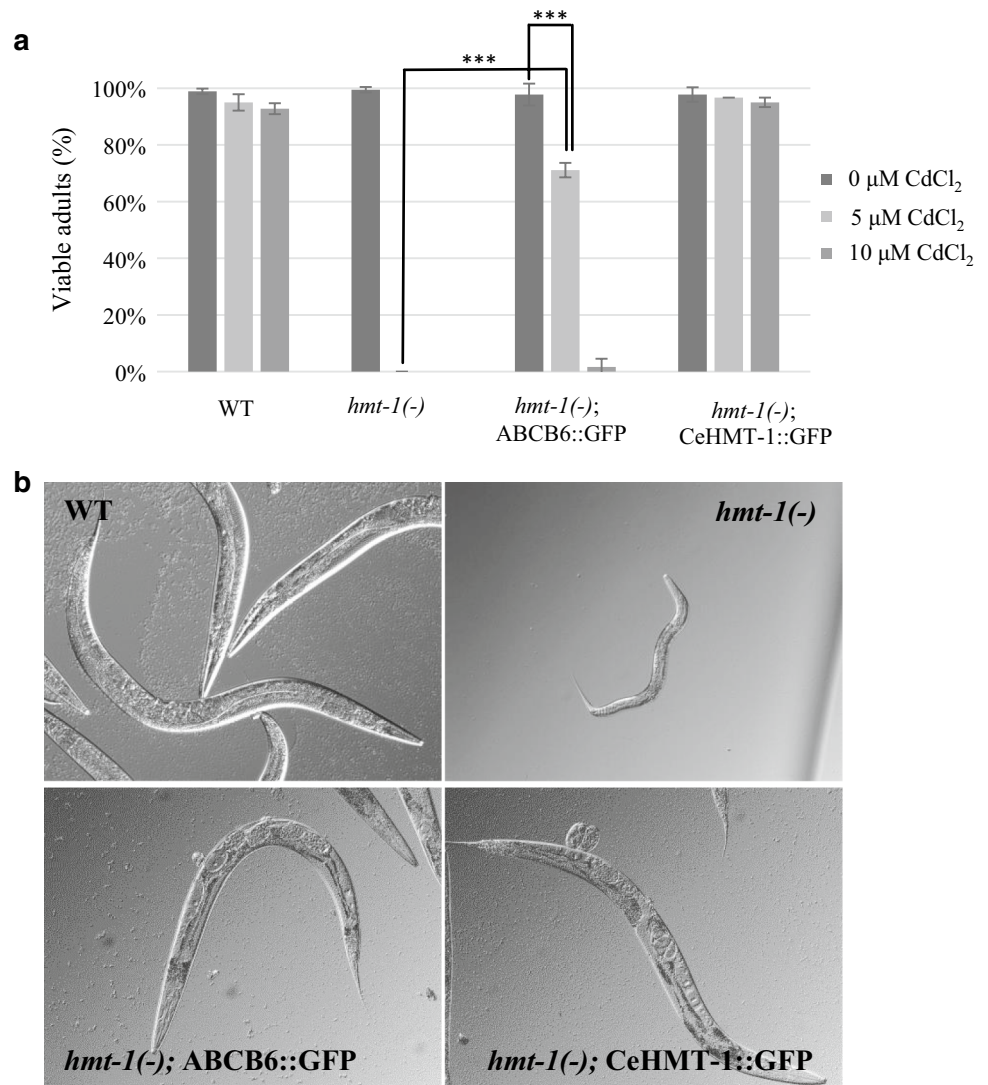 a
***
***
100%
80%
60%
40%
20%
0%
Viable adults (%)
0 μM CdCl₂
5 μM CdCl₂
10 μM CdCl₂
WT
hmt-1(-)
hmt-1(-);
ABCB6::GFP
hmt-1(-);
CeHMT-1::GFP
b
WT
hmt-1(-)
hmt-1(-); ABCB6::GFP
hmt-1(-); CeHMT-1::GFP